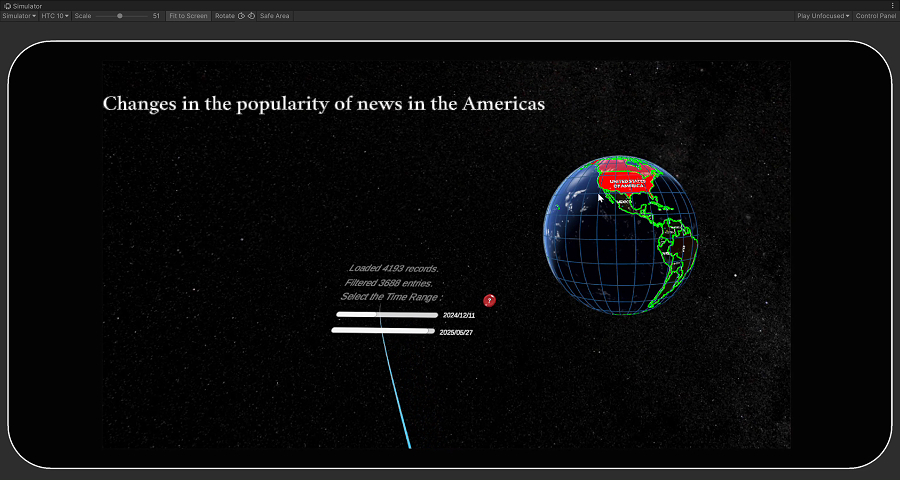 Simulator
Simulator HTC 10 Scale 51 Fit to Screen Rotate Safe Area Play Unfocused Control Panel
Changes in the popularity of news in the Americas
UNITED STATES
OF AMERICA
MEXICO
Loaded 4193 records.
Filtered 3688 entries.
Select the Time Range :
?
2024/12/11
2025/05/27